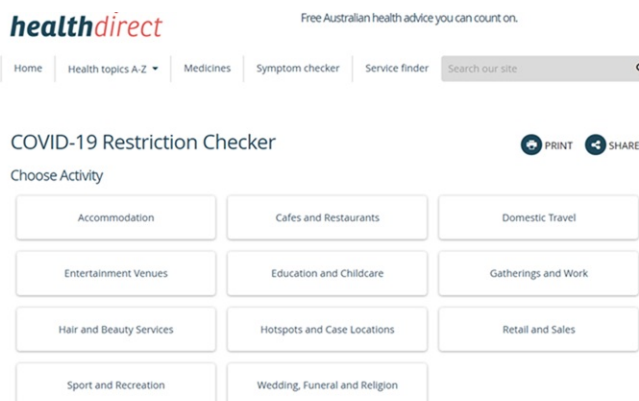 healthdirect
Free Australian health advice you can count on.
Home Health topics A-Z Medicines Symptom checker Service finder Search our site
COVID-19 Restriction Checker PRINT SHARE
Choose Activity
Accommodation Cafes and Restaurants Domestic Travel
Entertainment Venues Education and Childcare Gatherings and Work
Hair and Beauty Services Hotspots and Case Locations Retail and Sales
Sport and Recreation Wedding, Funeral and Religion